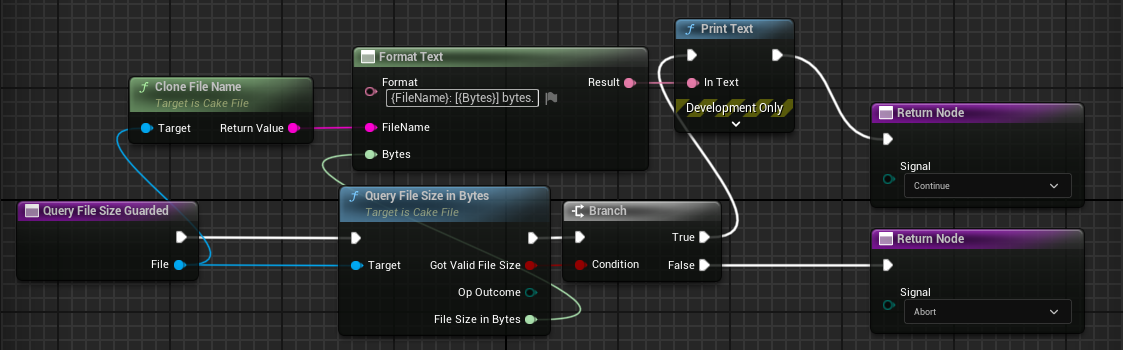 Print Text
In Text
Development Only
Format Text
Format
{FileName}: [{Bytes}] bytes.
Result
FileName
Bytes
Clone File Name
Target is Cake File
Target
Return Value
Return Node
Signal
Continue
Query File Size Guarded
File
Query File Size in Bytes
Target is Cake File
Target
Got Valid File Size
Op Outcome
File Size in Bytes
Branch
True
Condition
False
Return Node
Signal
Abort